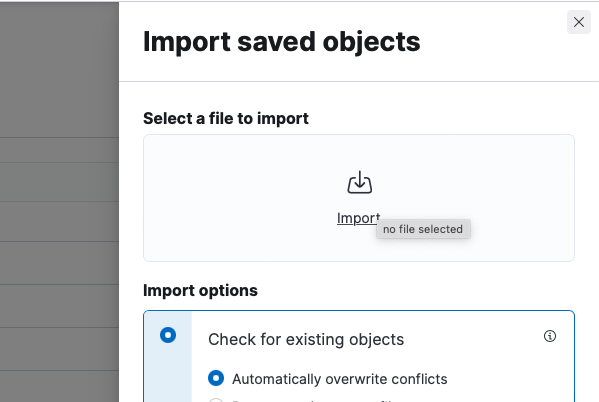 Import saved objects
Select a file to import
Import
no file selected
Import options
Check for existing objects
Automatically overwrite conflicts